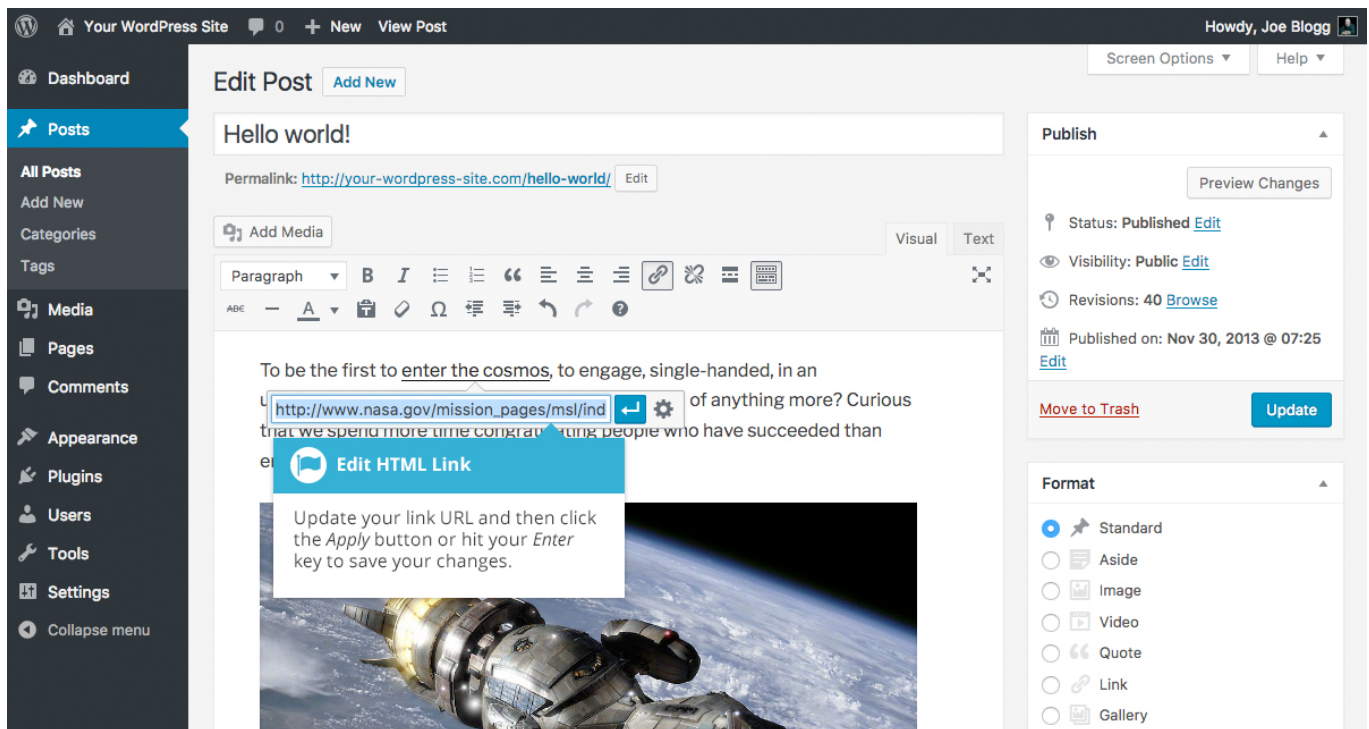 Your WordPress Site 0 + New View Post Howdy, Joe Blogg
Screen Options ▼ Help ▼
Dashboard
Posts
All Posts
Add New
Categories
Tags
Media
Pages
Comments
Appearance
Plugins
Users
Tools
Settings
Collapse menu
Edit Post Add New
Hello world!
Permalink: http://your-wordpress-site.com/hello-world/ Edit
Add Media
Visual Text
Paragraph ▼ B I
ABE A ▼ Ω
To be the first to enter the cosmos, to engage, single-handed, in an
of anything more? Curious
http://www.nasa.gov/mission_pages/msl/ind
that we spend more time congratulating people who have succeeded than
Edit HTML Link
Update your link URL and then click
the Apply button or hit your Enter
key to save your changes.
Publish
Preview Changes
Status: Published Edit
Visibility: Public Edit
Revisions: 40 Browse
Published on: Nov 30, 2013 @ 07:25
Edit
Move to Trash Update
Format
Standard
Aside
Image
Video
Quote
Link
Gallery